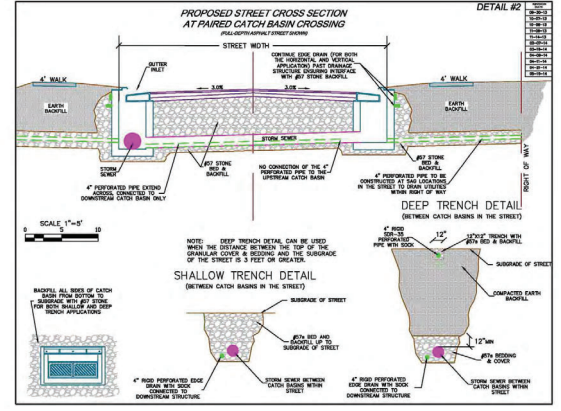 PROPOSED STREET CROSS SECTION
AT PAIRED CATCH BASIN CROSSING
(FULL-DEPTH ASPHALT STREET SHOWN)
DETAIL #2
STREET WIDTH
GUTTER
INLET
CONTINUE EDGE DRAIN (FOR BOTH
THE HORIZONTAL AND VERTICAL
APPLICATION) PAST DRAINAGE
STRUCTURE ENSURING INTERFACE
WITH #57 STONE BACKFILL
4' WALK
4' WALK
3.0%
3.0%
EARTH
BACKFILL
EARTH
BACKFILL
STORM SEWER
STORM
SEWER
#57 STONE
BED &
BACKFILL
NO CONNECTION OF THE 4"
PERFORATED PIPE TO THE
UPSTREAM CATCH BASIN
#57 STONE
BED &
BACKFILL
4" PERFORATED PIPE EXTEND
ACROSS, CONNECTED TO
DOWNSTREAM CATCH BASIN ONLY
4" PERFORATED PIPE TO BE
CONSTRUCTED AT SAG LOCATIONS
IN THE STREET TO DRAIN UTILITIES
WITHIN RIGHT OF WAY
RIGHT OF WAY
SCALE 1"=5'
0 5 10
DEEP TRENCH DETAIL
(BETWEEN CATCH BASINS IN THE STREET)
NOTE: DEEP TRENCH DETAIL CAN BE USED
WHEN THE DISTANCE BETWEEN THE TOP OF THE
GRANULAR COVER & BEDDING AND THE SUBGRADE
OF THE STREET IS 3 FEET OR GREATER.
4" RIGID
SDR-35
PERFORATED
PIPE WITH SOCK
12"
12"X12" TRENCH WITH
#57s BED & BACKFILL
SUBGRADE OF STREET
COMPACTED EARTH
BACKFILL
12"MIN
#57s BEDDING
& COVER
4" RIGID PERFORATED
EDGE DRAIN WITH SOCK
CONNECTED TO
DOWNSTREAM STRUCTURE
STORM SEWER BETWEEN
CATCH BASINS WITHIN
STREET
SHALLOW TRENCH DETAIL
(BETWEEN CATCH BASINS IN THE STREET)
SUBGRADE OF STREET
#57s BED AND
BACKFILL UP TO
SUBGRADE OF STREET
4" RIGID PERFORATED EDGE
DRAIN WITH SOCK
CONNECTED TO
DOWNSTREAM STRUCTURE
STORM SEWER BETWEEN
CATCH BASINS WITHIN
STREET
BACKFILL ALL SIDES OF CATCH
BASIN FROM BOTTOM TO
SUBGRADE WITH #57 STONE
FOR BOTH SHALLOW AND DEEP
TRENCH APPLICATIONS